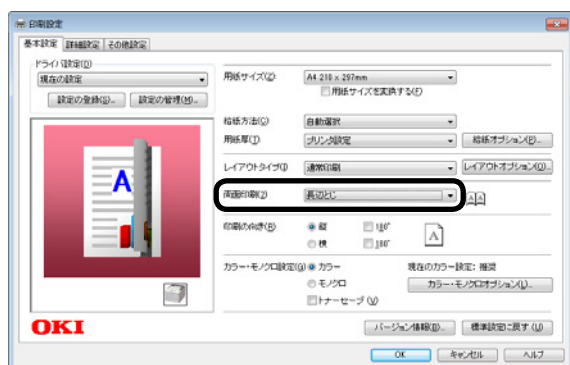 印刷設定
基本設定 詳細設定 その他設定
ドライバ設定(D)
現在の設定
設定の登録(S)... 設定の管理(M)...
用紙サイズ(Z): A4 210 x 297mm
用紙サイズを変換する(F)
給紙方法(C) 自動選択
用紙厚(T) プリンタ設定 給紙オプション(P)...
レイアウトタイプ(I) 通常印刷 レイアウトオプション(O)...
両面印刷(2) 長辺とじ
印刷の向き(R) 縦 180°
横 180°
カラー・モノクロ設定(G) カラー 現在のカラー設定: 推奨
モノクロ カラー・モノクロオプション(L)...
トナーセーブ(V)
A
A
OKI
バージョン情報(B)... 標準設定に戻す(U)
OK キャンセル ヘルプ